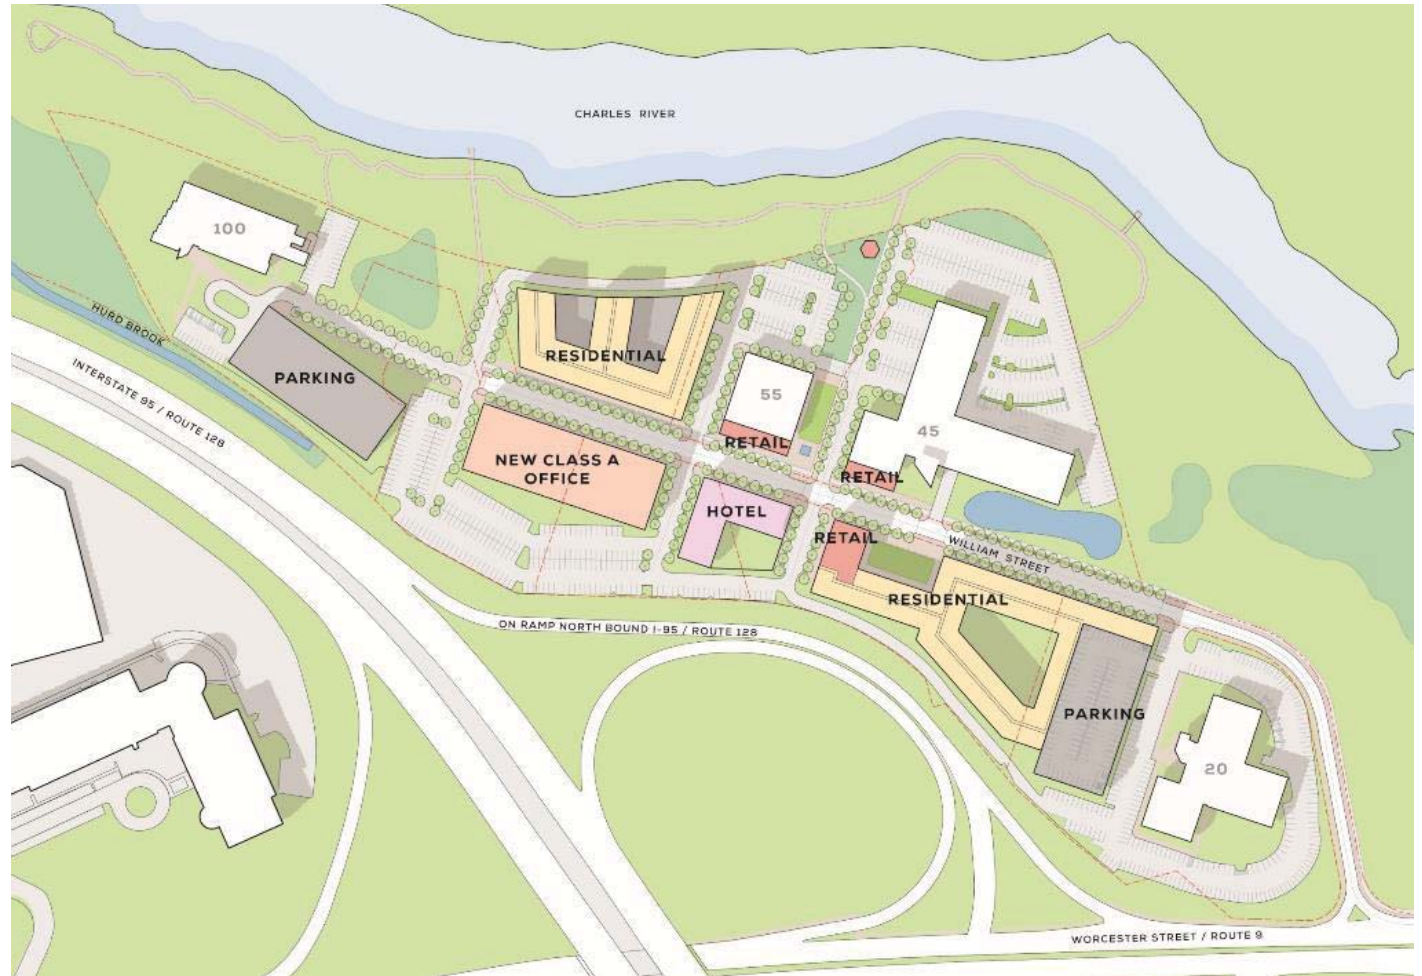 CHARLES RIVER
100
HURD BROOK
INTERSTATE 95 / ROUTE 128
PARKING
RESIDENTIAL
55
RETAIL
45
RETAIL
NEW CLASS A
OFFICE
HOTEL
RETAIL
WILLIAM STREET
RESIDENTIAL
ON RAMP NORTH BOUND I-95 / ROUTE 128
PARKING
20
WORCESTER STREET / ROUTE 9